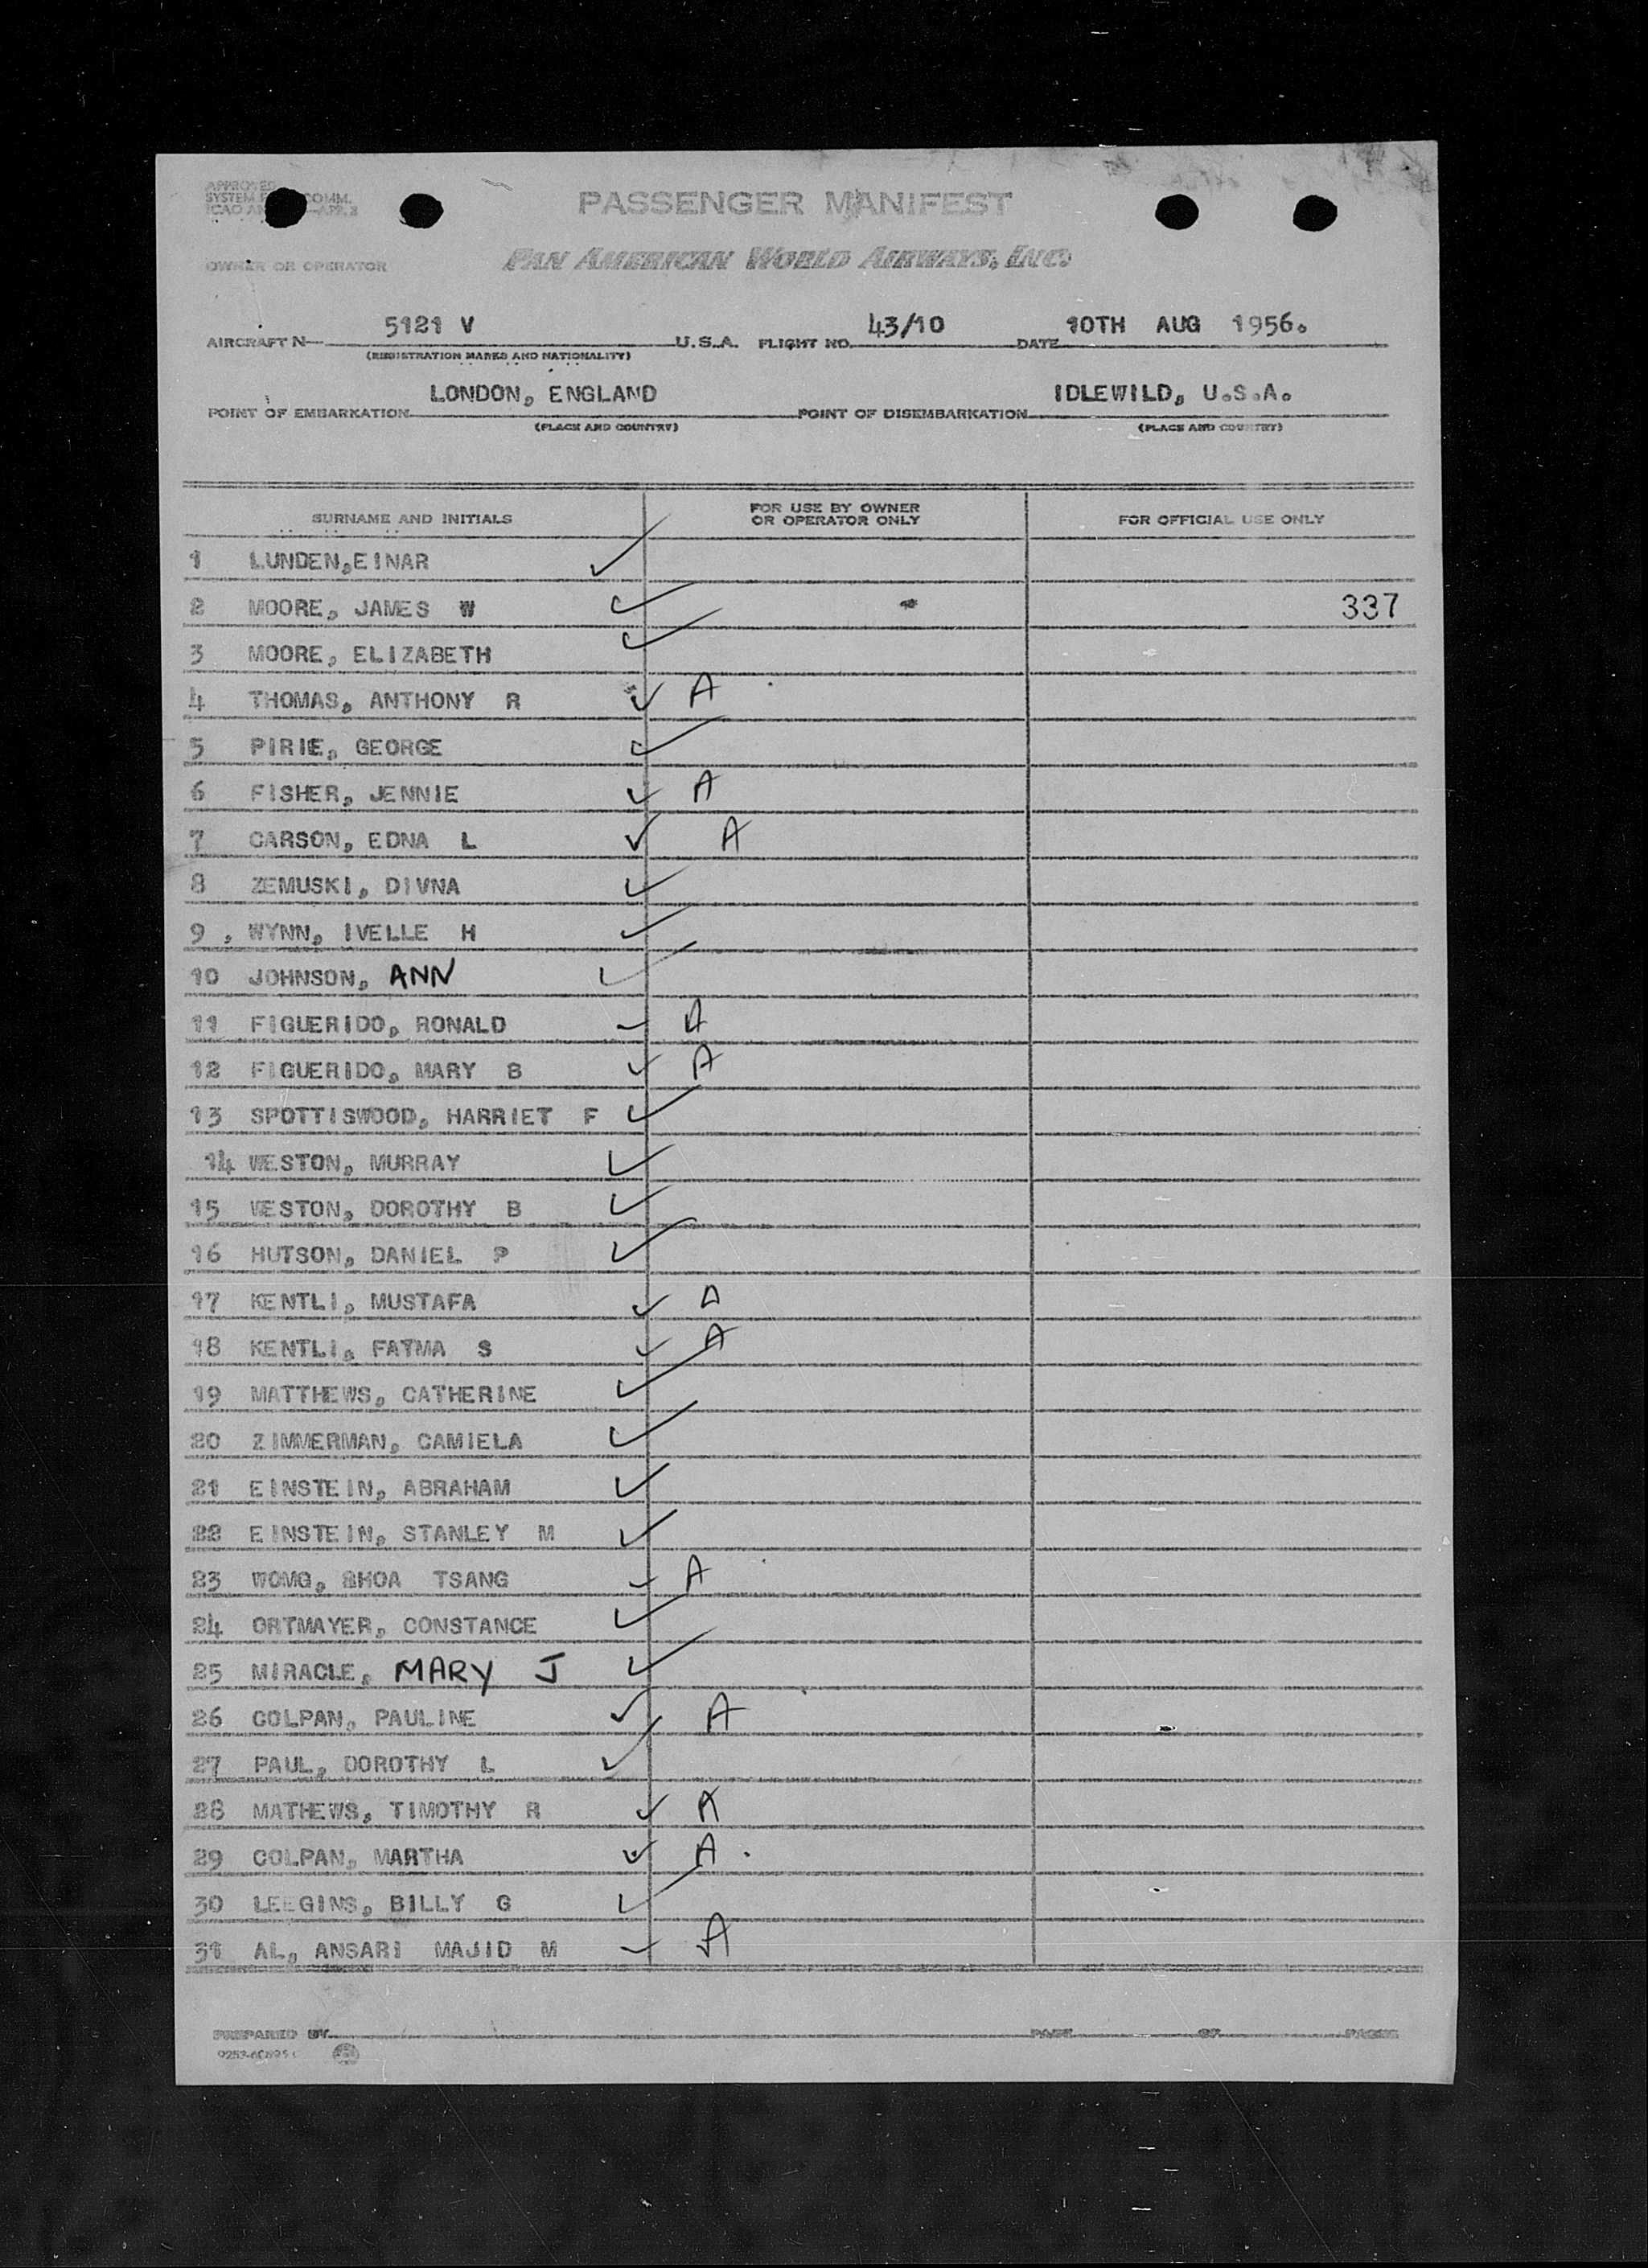 APPROVED
SYSTEM COMM.
ICAO
PASSENGER MANIFEST
OWNER OR OPERATOR PAN AMERICAN WORLD AIRWAYS, INC.
AIRCRAFT N— 5121 V U.S.A. FLIGHT NO. 43/10 DATE 10TH AUG 1956.
(REGISTRATION MARKS AND NATIONALITY)
POINT OF EMBARKATION LONDON, ENGLAND POINT OF DISEMBARKATION IDLEWILD, U.S.A.
(PLACE AND COUNTRY) (PLACE AND COUNTRY)
SURNAME AND INITIALS FOR USE BY OWNER OR OPERATOR ONLY FOR OFFICIAL USE ONLY
1 LUNDEN,EINAR ✓
2 MOORE, JAMES W ✓ 337
3 MOORE, ELIZABETH ✓
4 THOMAS, ANTHONY R ✓ A
5 PIRIE, GEORGE ✓
6 FISHER, JENNIE ✓ A
7 CARSON, EDNA L ✓ A
8 ZEMUSKI, DIVNA ✓
9 , WYNN, IVELLE H ✓
10 JOHNSON, ANN ✓
11 FIGUERIDO, RONALD ✓ A
12 FIGUERIDO, MARY B ✓ A
13 SPOTTISWOOD, HARRIET F ✓
14 WESTON, MURRAY ✓
15 WESTON, DOROTHY B ✓
16 HUTSON, DANIEL P ✓
17 KENTLI, MUSTAFA ✓ A
18 KENTLI, FATMA S ✓ A
19 MATTHEWS, CATHERINE ✓
20 ZIMMERMAN, CAMIELA ✓
21 EINSTEIN, ABRAHAM ✓
22 EINSTEIN, STANLEY M ✓
23 WOMG, SHOA TSANG ✓ A
24 ORTMAYER, CONSTANCE ✓
25 MIRACLE, MARY J ✓
26 COLPAN, PAULINE ✓ A
27 PAUL, DOROTHY L ✓
28 MATHEWS, TIMOTHY R ✓ A
29 COLPAN, MARTHA ✓ A
30 LEEGINS, BILLY G ✓
31 AL, ANSARI MAJID M ✓ A
PREPARED BY PAGE OF PAGES